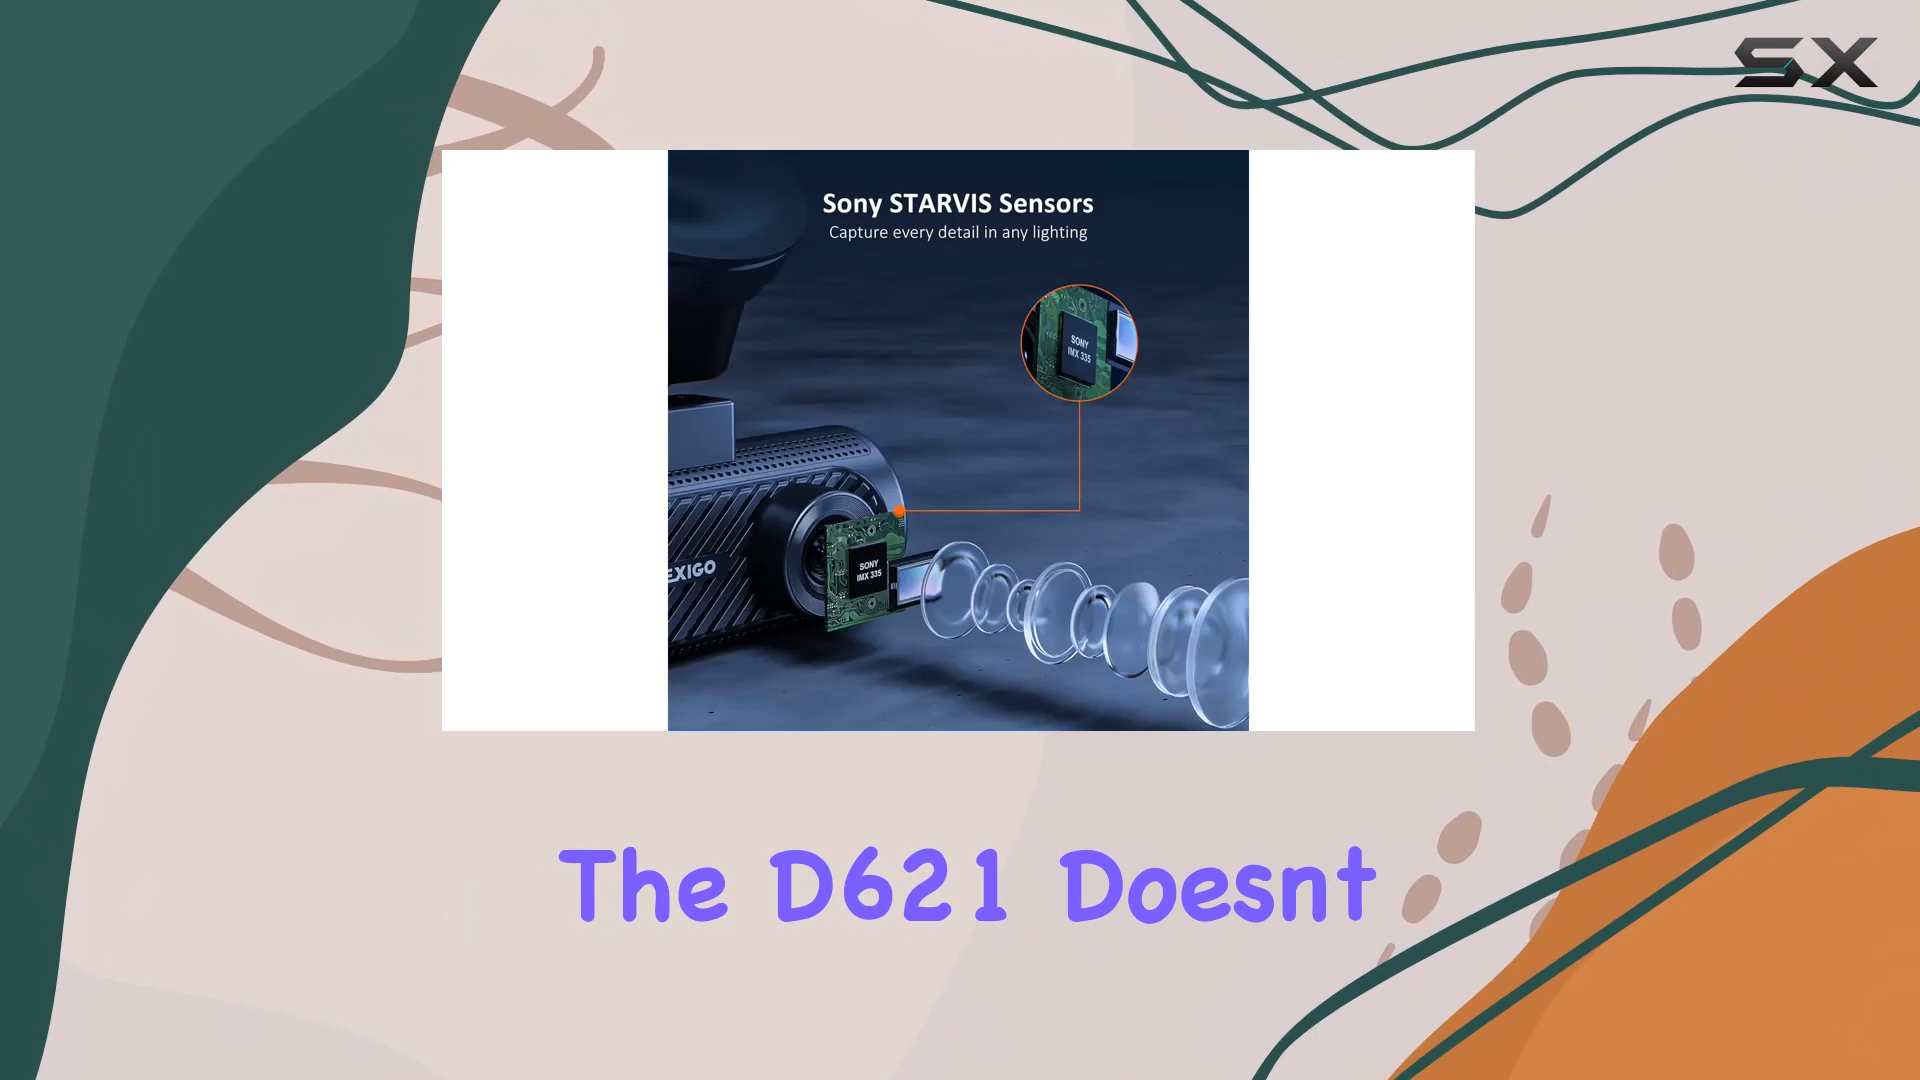 SX
Sony STARVIS Sensors
Capture every detail in any lighting
SONY
IMX 335
EXIGO
SONY
IMX 335
The D621 Doesnt